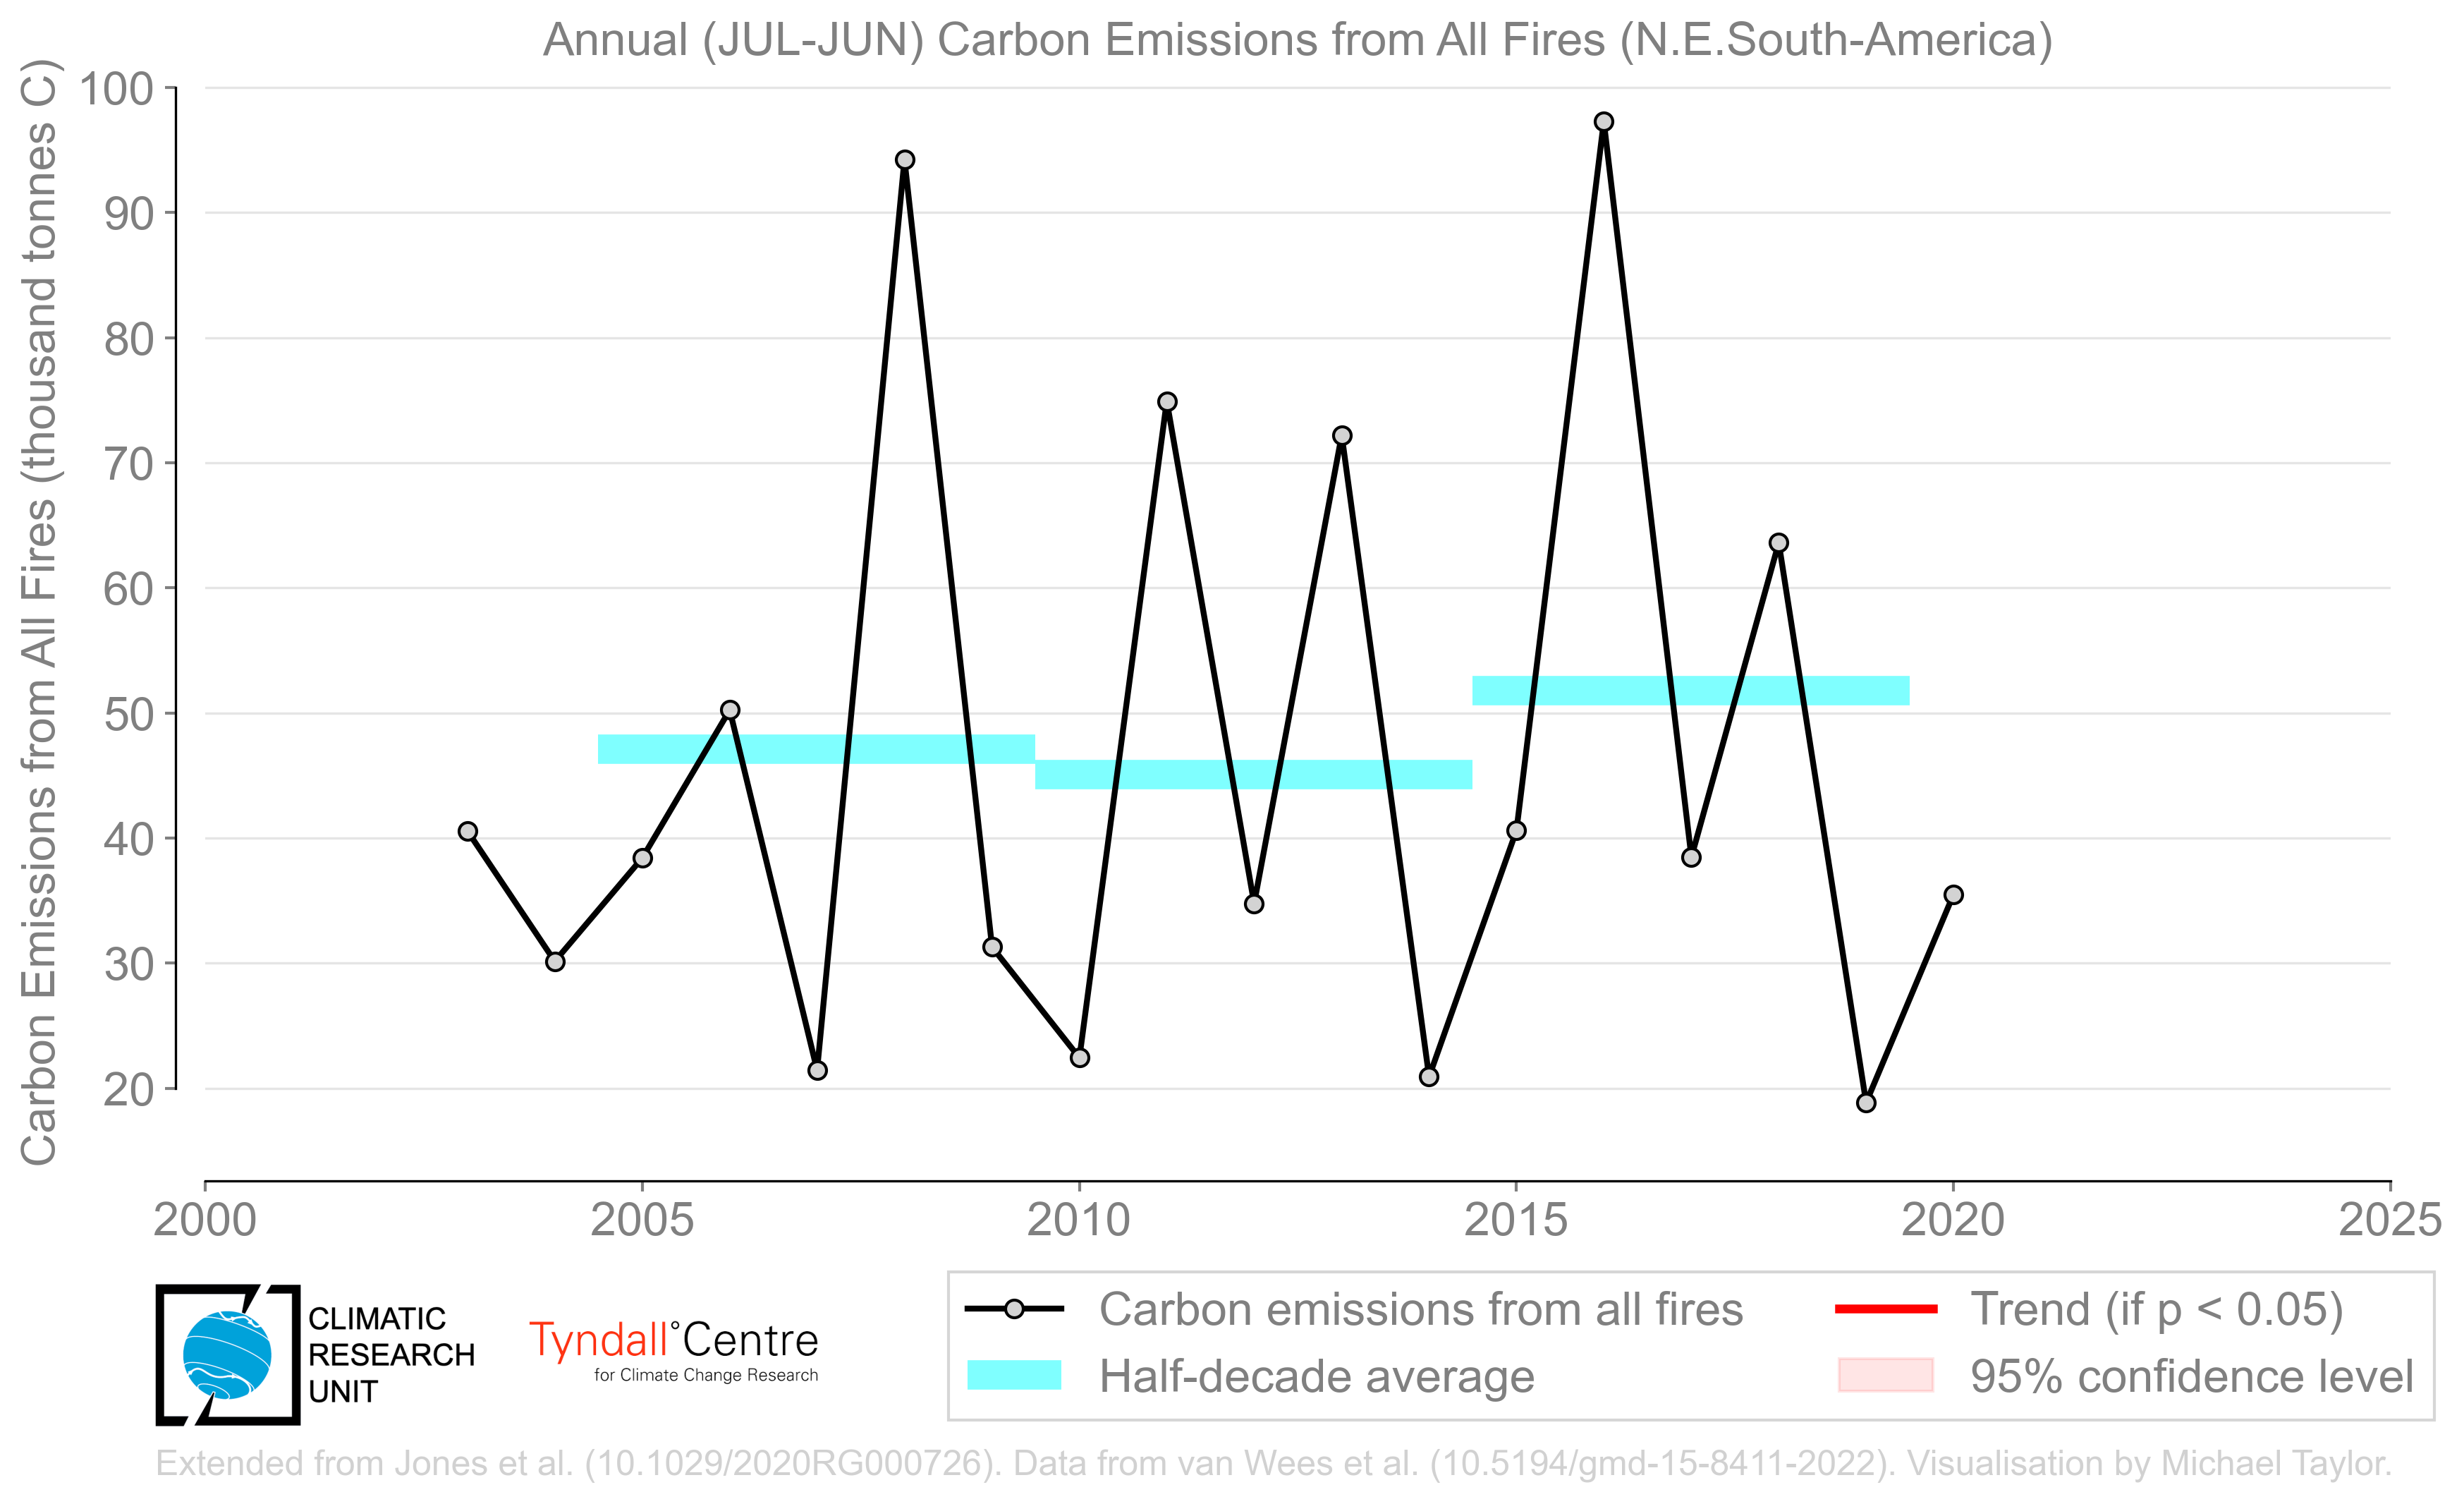 Annual (JUL-JUN) Carbon Emissions from All Fires (N.E.South-America)
Carbon Emissions from All Fires (thousand tonnes C)
100
90
80
70
60
50
40
30
20
2000 2005 2010 2015 2020 2025
CLIMATIC
RESEARCH
UNIT
Tyndall°Centre
for Climate Change Research
Carbon emissions from all fires
Half-decade average
Trend (if p < 0.05)
95% confidence level
Extended from Jones et al. (10.1029/2020RG000726). Data from van Wees et al. (10.5194/gmd-15-8411-2022). Visualisation by Michael Taylor.